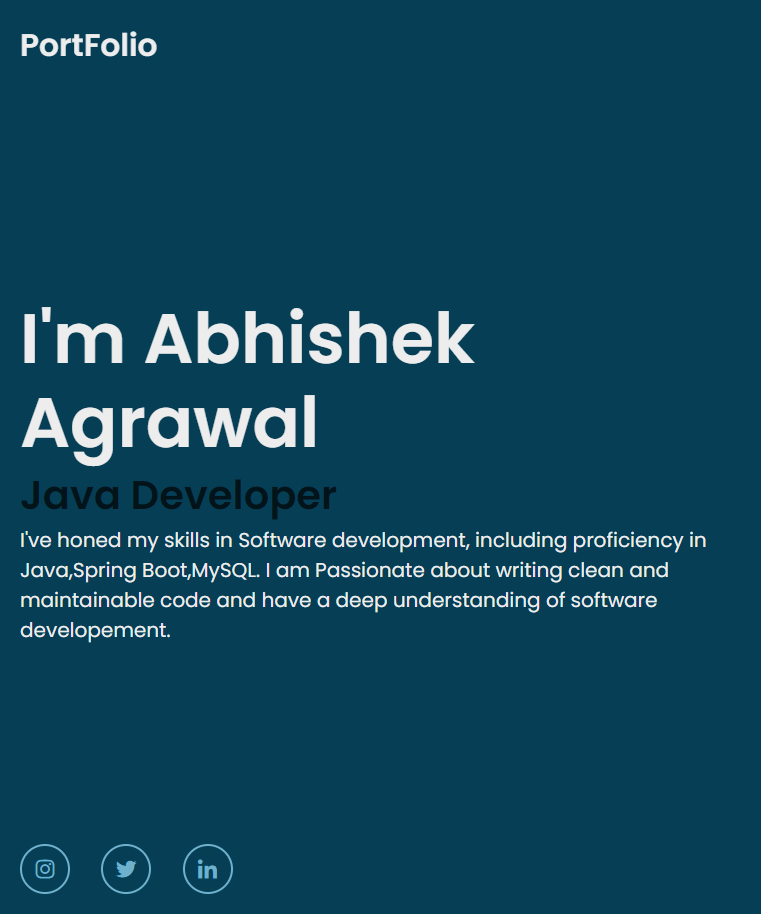 PortFolio
I'm Abhishek
Agrawal
Java Developer
I've honed my skills in Software development, including proficiency in
Java,Spring Boot,MySQL. I am Passionate about writing clean and
maintainable code and have a deep understanding of software
developement.